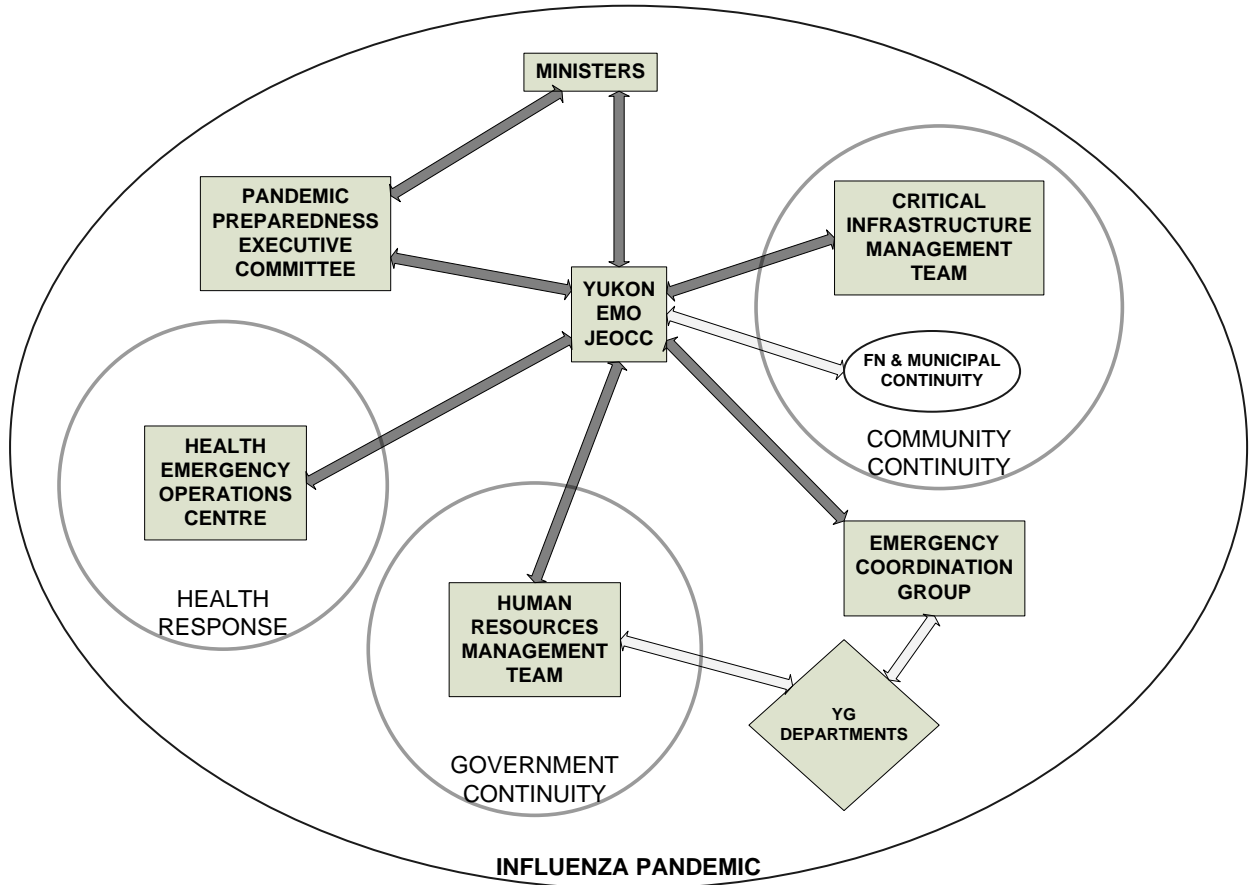 MINISTERS
PANDEMIC
PREPAREDNESS
EXECUTIVE
COMMITTEE
CRITICAL
INFRASTRUCTURE
MANAGEMENT
TEAM
YUKON
EMO
JEOCC
FN & MUNICIPAL
CONTINUITY
COMMUNITY
CONTINUITY
HEALTH
EMERGENCY
OPERATIONS
CENTRE
HEALTH
RESPONSE
EMERGENCY
COORDINATION
GROUP
HUMAN
RESOURCES
MANAGEMENT
TEAM
YG
DEPARTMENTS
GOVERNMENT
CONTINUITY
INFLUENZA PANDEMIC